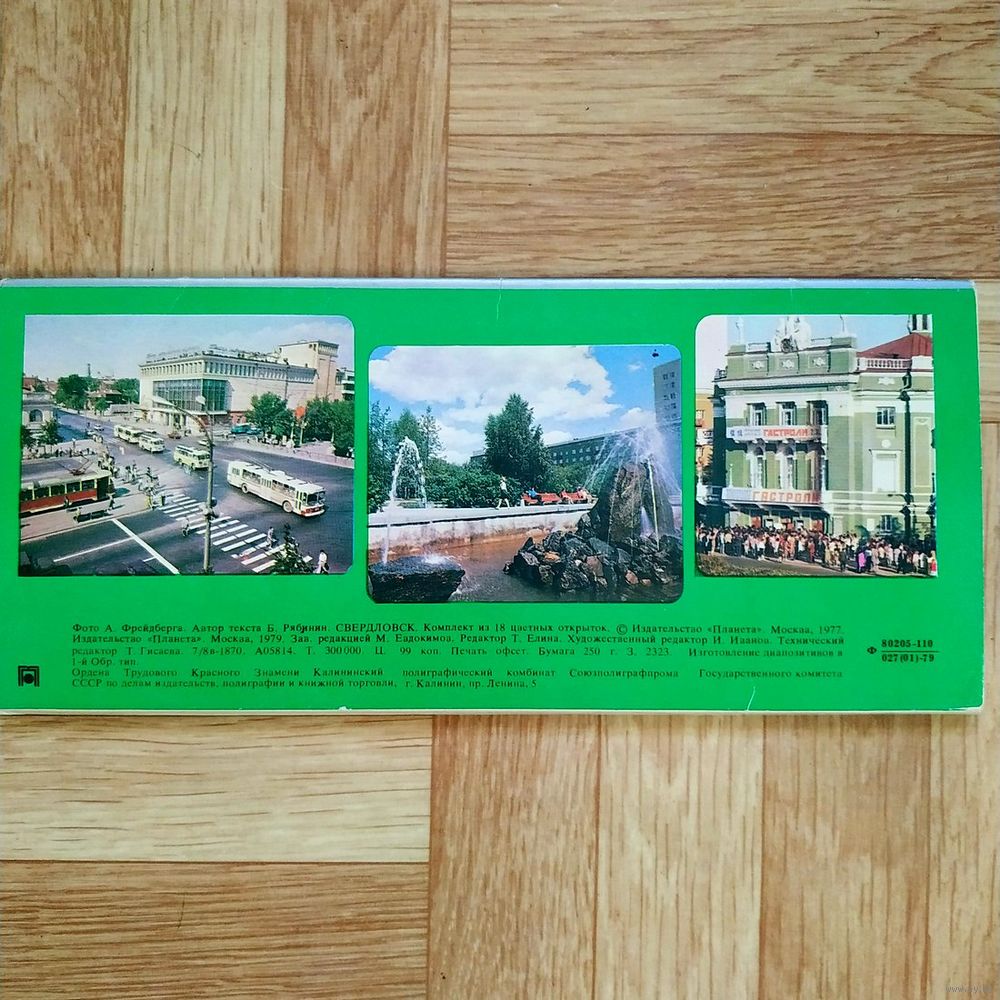 ГАСТРОЛИ
ГАСТРОЛИ
Фото А. Фрейдберга. Автор текста Б. Рябинин. СВЕРДЛОВСК. Комплект из 18 цветных открыток. © Издательство «Планета». Москва, 1977.
Издательство «Планета». Москва, 1979. Зав. редакцией М. Евдокимов. Редактор Т. Елина. Художественный редактор И. Иванов. Технический
редактор Т. Гисаева. 7/8в-1870. А05814. Т. 300 000. Ц. 99 коп. Печать офсет. Бумага 250 г. З. 2323. Изготовление диапозитивов в
1-й Обр. тип.
Ордена Трудового Красного Знамени Калининский полиграфический комбинат Союзполиграфпрома Государственного комитета
СССР по делам издательств, полиграфии и книжной торговли, г. Калинин, пр. Ленина, 5
Ф 80205-110
027(01)-79